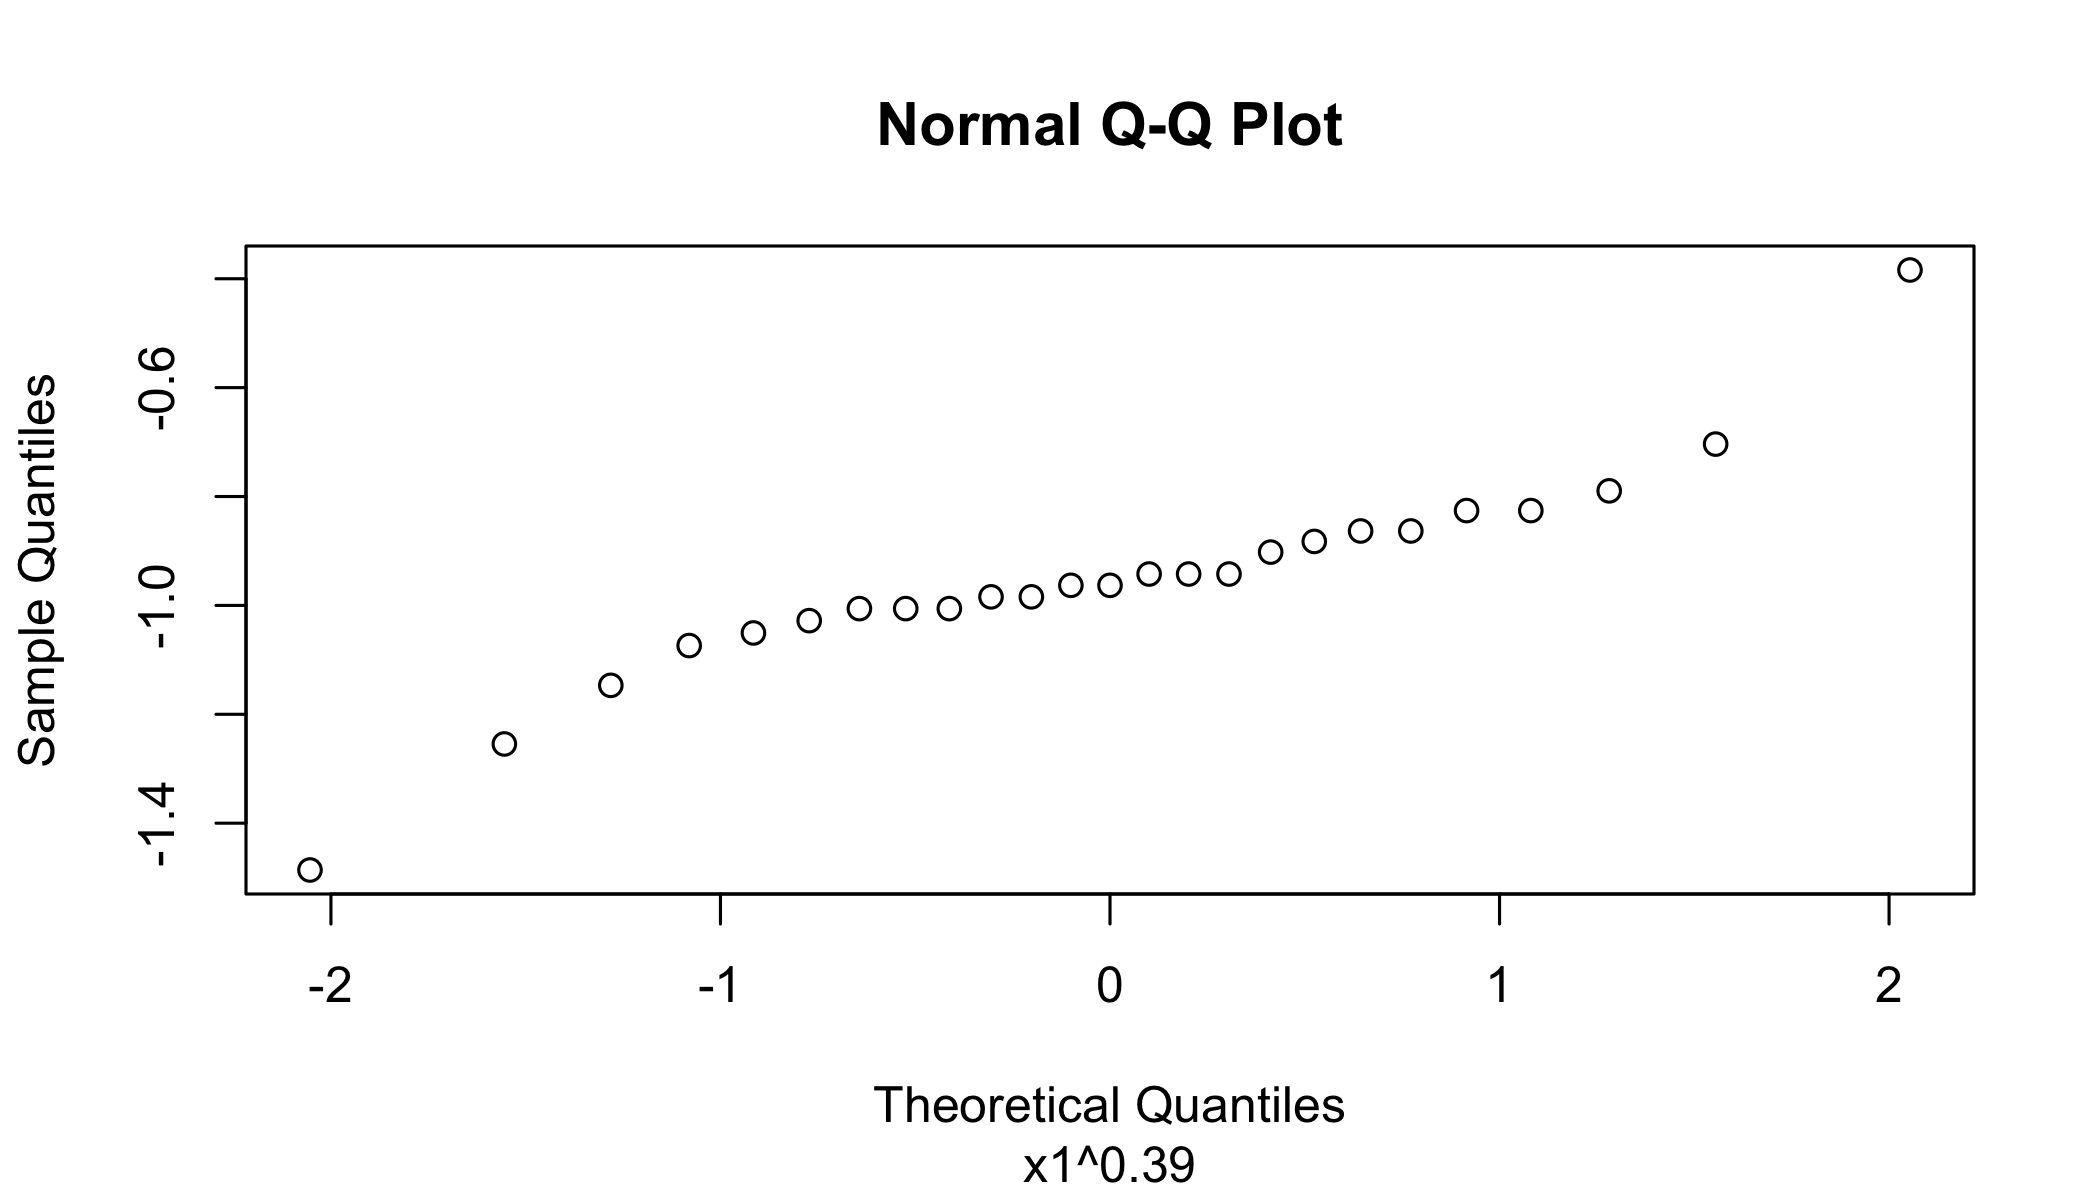 Normal Q-Q Plot
Sample Quantiles
-0.6
-1.0
-1.4
-2 -1 0 1 2
Theoretical Quantiles
x1^0.39